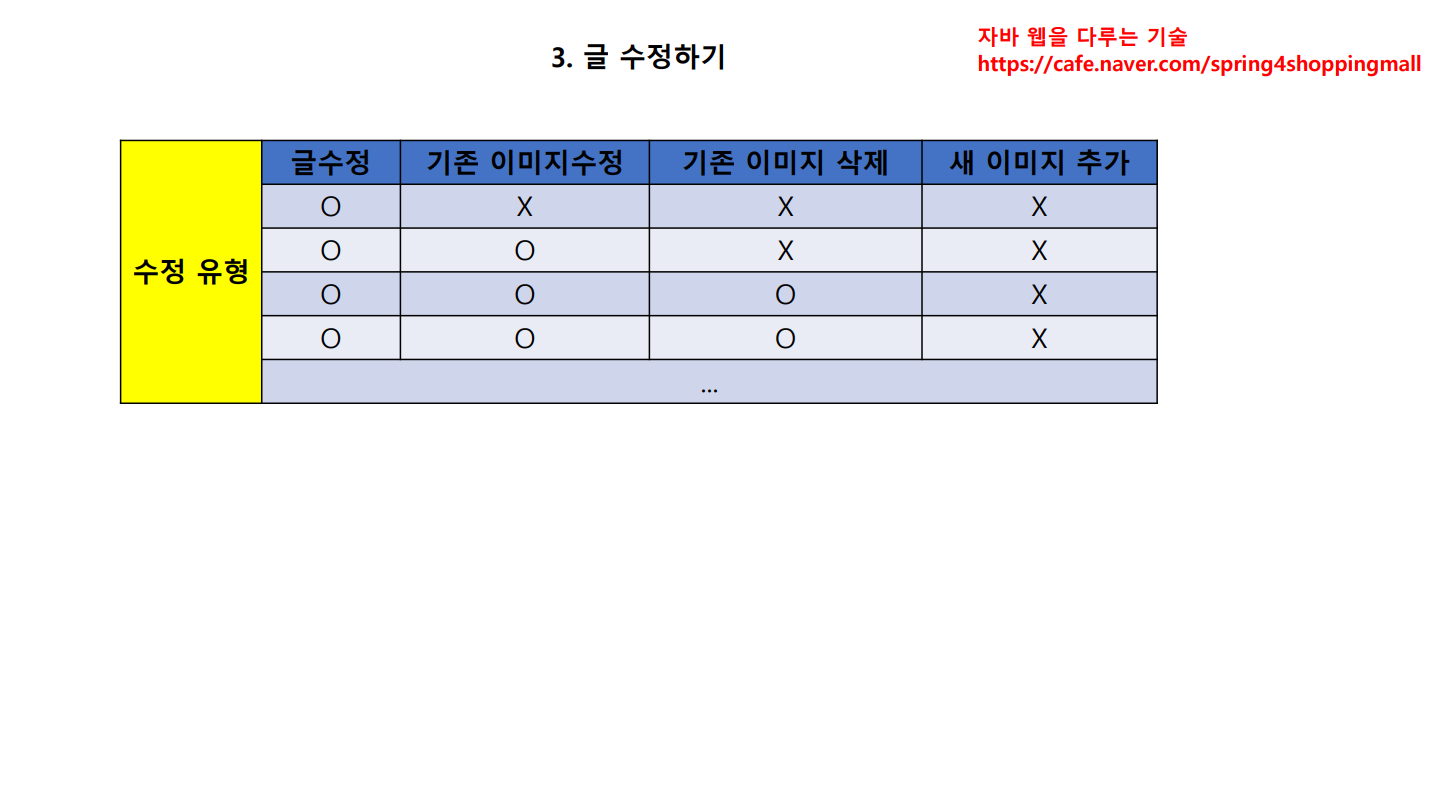 3. 글 수정하기
자바 웹을 다루는 기술
https://cafe.naver.com/spring4shoppingmall
수정 유형
글수정 기존 이미지수정 기존 이미지 삭제 새 이미지 추가
O X X X
O O X X
O O O X
O O O X
...